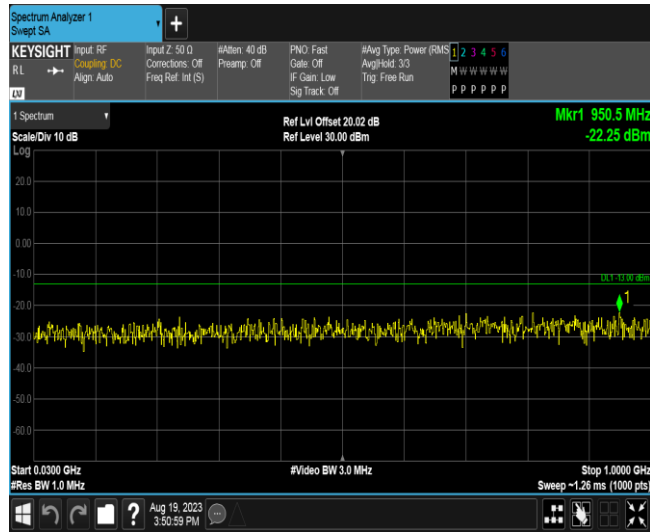 Spectrum Analyzer 1
Swept SA
+
KEYSIGHT
RL
LXI
Input: RF
Coupling: DC
Align: Auto
Input Z: 50 Ω
Corrections: Off
Freq Ref: Int (S)
#Atten: 40 dB
Preamp: Off
PNO: Fast
Gate: Off
IF Gain: Low
Sig Track: Off
#Avg Type: Power (RMS
Avg|Hold: 3/3
Trig: Free Run
1 2 3 4 5 6
M W W W W W
P P P P P P
1 Spectrum
Scale/Div 10 dB
Log
Ref Lvl Offset 20.02 dB
Ref Level 30.00 dBm
Mkr1 950.5 MHz
-22.25 dBm
20.0
10.0
0.00
-10.0
DL1 -13.00 dBm
1
-20.0
-30.0
-40.0
-50.0
-60.0
Start 0.0300 GHz
#Res BW 1.0 MHz
#Video BW 3.0 MHz
Stop 1.0000 GHz
Sweep ~1.26 ms (1000 pts)
?
Aug 19, 2023
3:50:59 PM